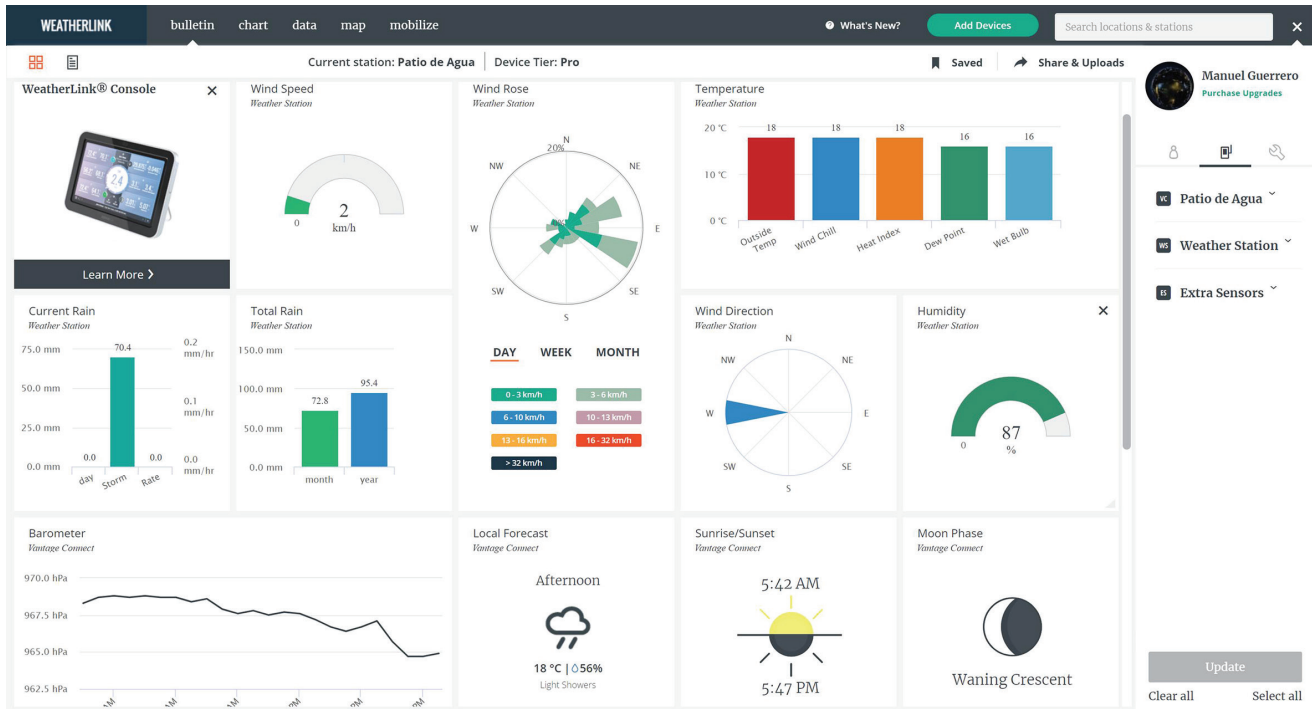 WEATHERLINK bulletin chart data map mobilize What's New? Add Devices Search locations & stations
Current station: Patio de Agua Device Tier: Pro Saved Share & Uploads
Manuel Guerrero
Purchase Upgrades
VC Patio de Agua
WS Weather Station
ES Extra Sensors
Update
Clear all Select all
WeatherLink® Console
Learn More
Wind Speed
Weather Station
0
2
km/h
Wind Rose
Weather Station
N
20%
NW NE
W 0% E
SW SE
S
DAY WEEK MONTH
0 - 3 km/h 3 - 6 km/h
6 - 10 km/h 10 - 13 km/h
13 - 16 km/h 16 - 32 km/h
> 32 km/h
Temperature
Weather Station
20 °C 18 18 18 16 16
10 °C
0 °C
Outside Temp Wind Chill Heat Index Dew Point Wet Bulb
Current Rain
Weather Station
75.0 mm 70.4 0.2 mm/hr
50.0 mm
0.1 mm/hr
25.0 mm
0.0 mm 0.0 0.0 0.0 mm/hr
day Storm Rate
Total Rain
Weather Station
150.0 mm
100.0 mm 95.4
72.8
50.0 mm
0.0 mm
month year
Wind Direction
Weather Station
N
NW NE
W E
SW SE
S
Humidity
Weather Station
87
0 %
Barometer
Vantage Connect
970.0 hPa
967.5 hPa
965.0 hPa
962.5 hPa
Local Forecast
Vantage Connect
Afternoon
18 °C | 56%
Light Showers
Sunrise/Sunset
Vantage Connect
5:42 AM
5:47 PM
Moon Phase
Vantage Connect
Waning Crescent